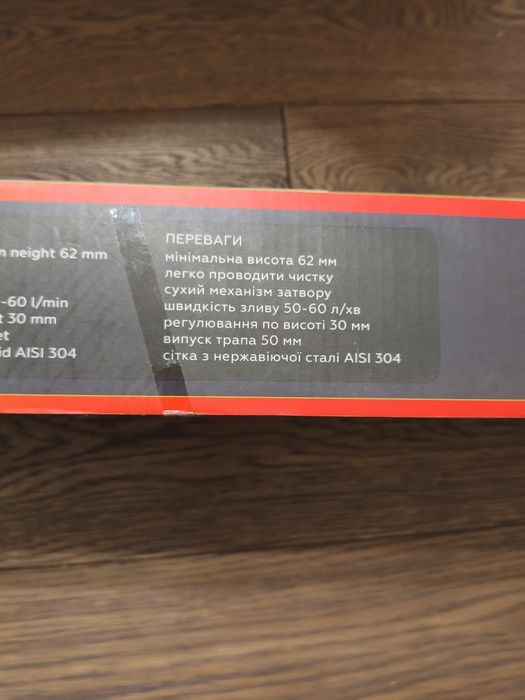 n neight 62 mm
-60 l/min
t 30 mm
et
id AISI 304
ПЕРЕВАГИ
мінімальна висота 62 мм
легко проводити чистку
сухий механізм затвору
швидкість зливу 50-60 л/хв
регулювання по висоті 30 мм
випуск трапа 50 мм
сітка з нержавіючої сталі AISI 304